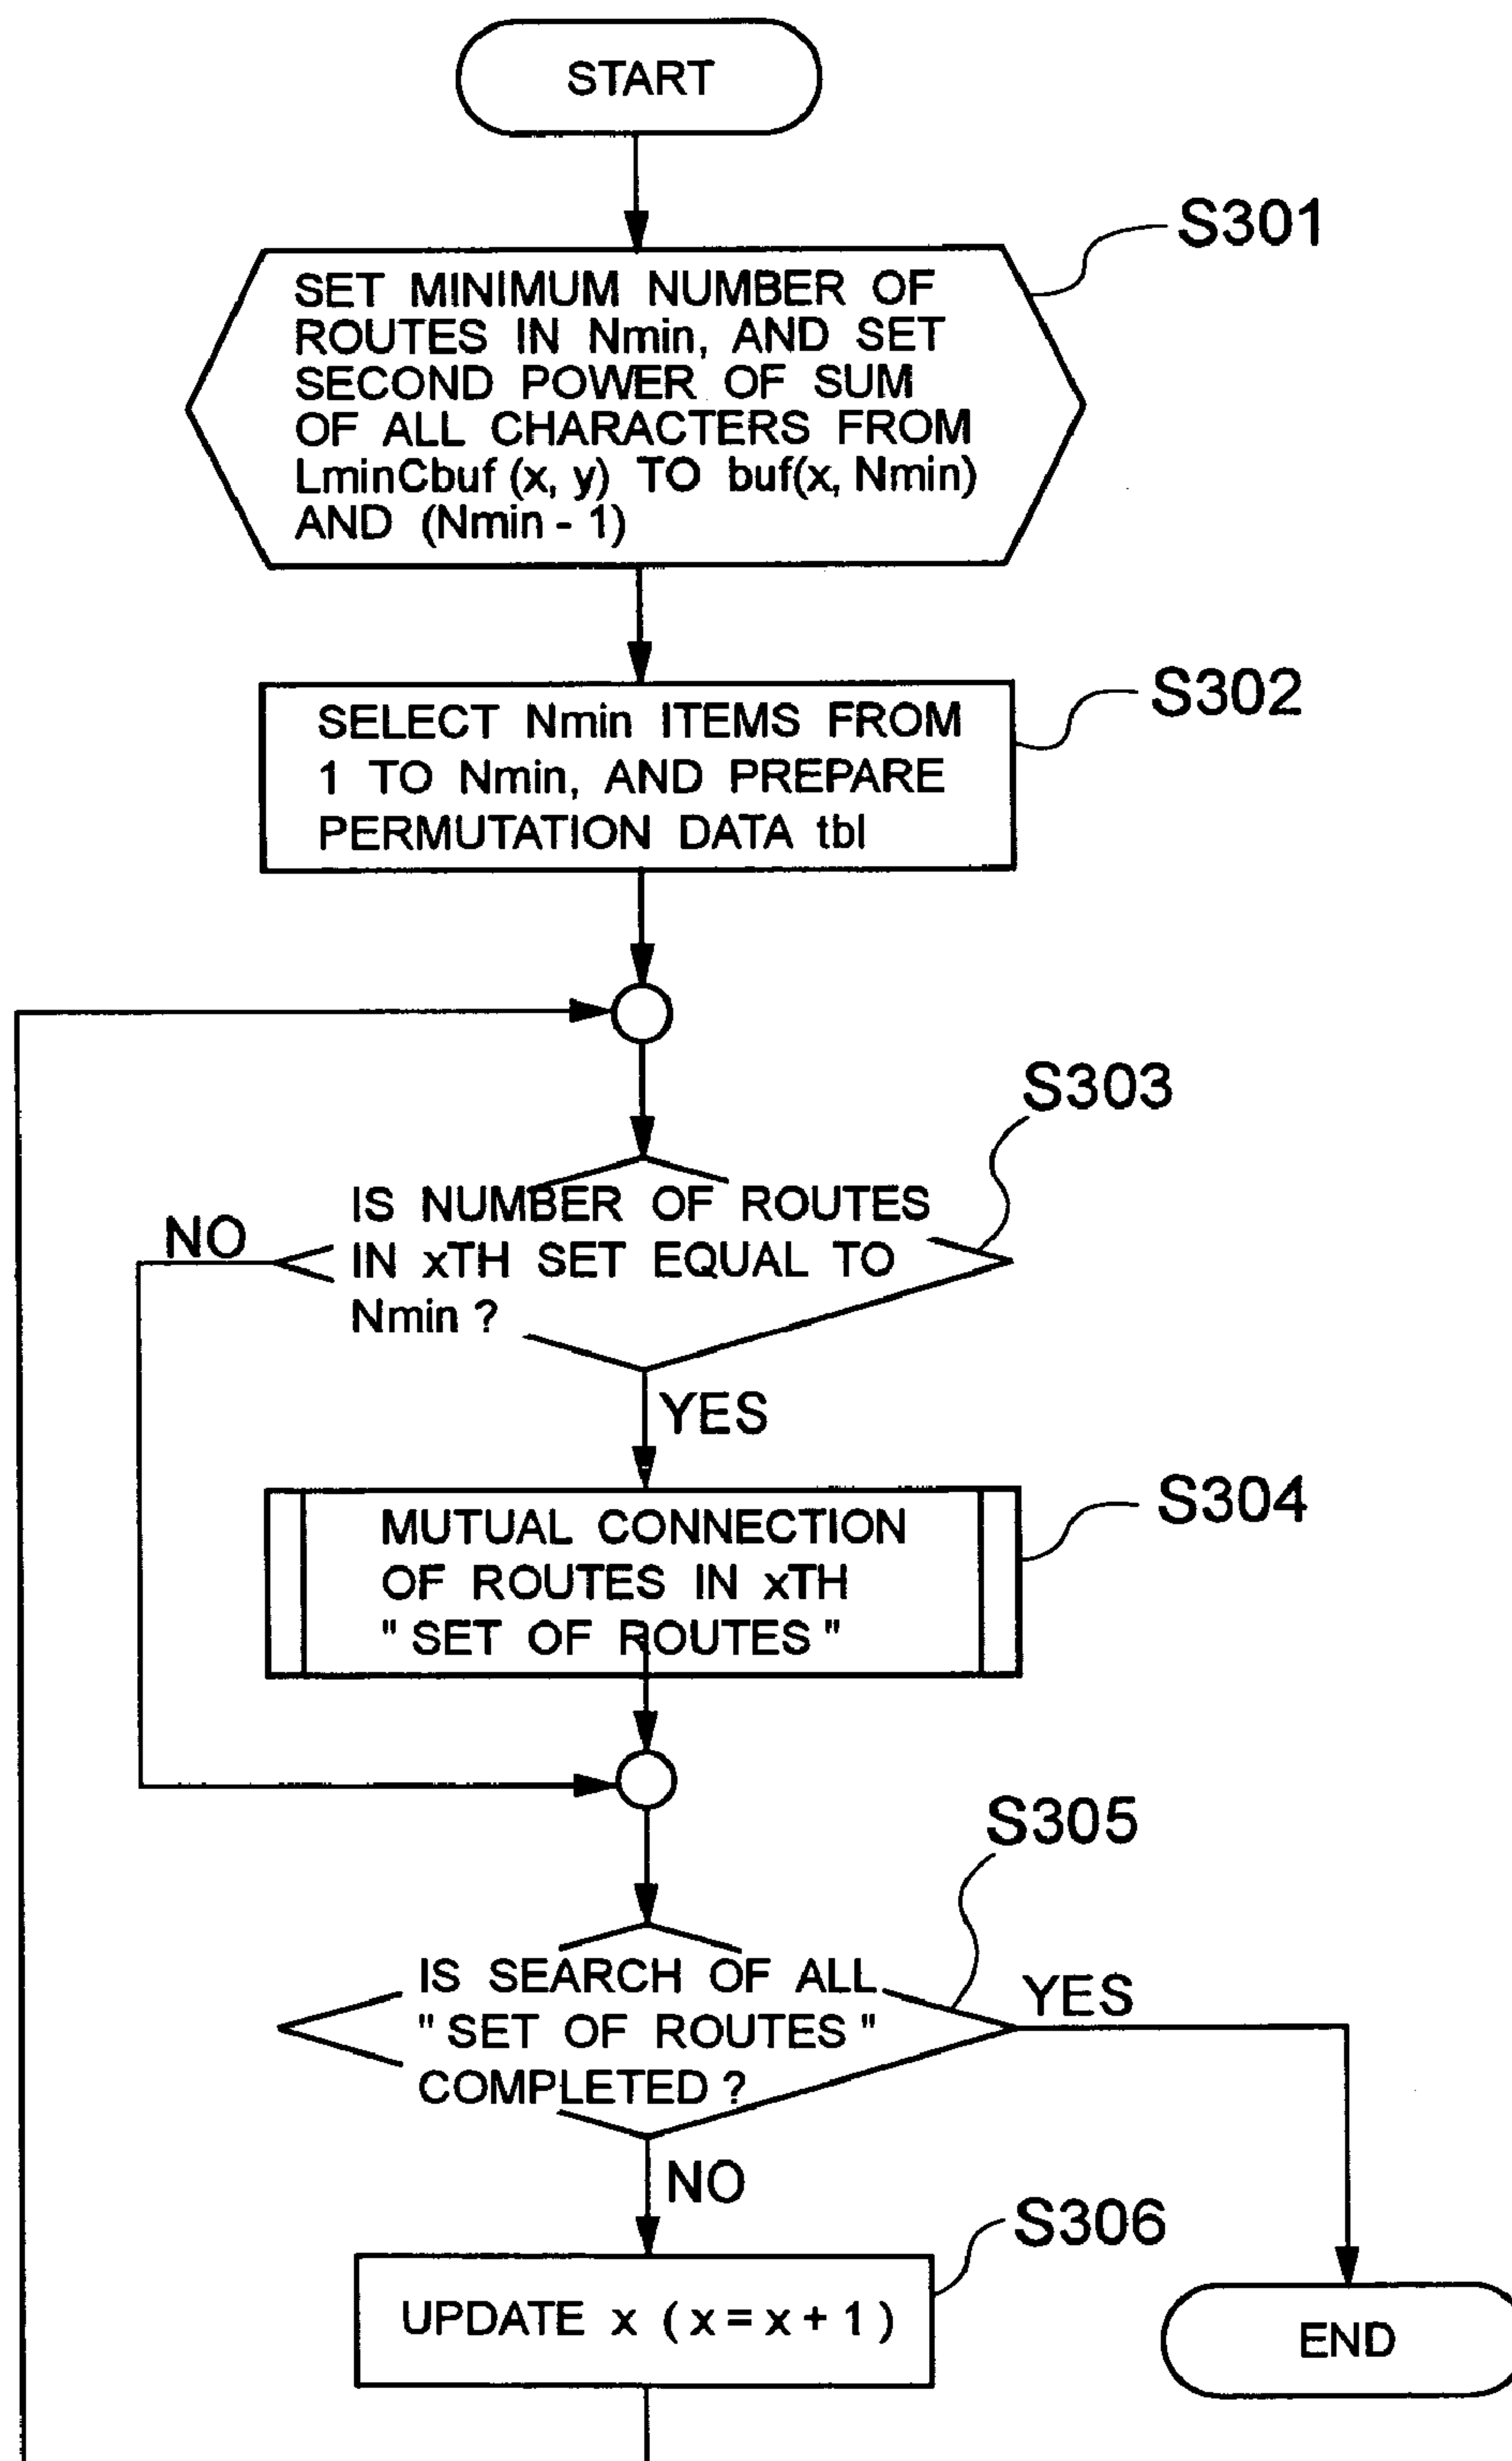 START
S301
SET MINIMUM NUMBER OF
ROUTES IN Nmin, AND SET
SECOND POWER OF SUM
OF ALL CHARACTERS FROM
LminCbuf (x, y) TO buf(x, Nmin)
AND (Nmin - 1)
S302
SELECT Nmin ITEMS FROM
1 TO Nmin, AND PREPARE
PERMUTATION DATA tbl
S303
IS NUMBER OF ROUTES
NO
IN xTH SET EQUAL TO
Nmin ?
YES
S304
MUTUAL CONNECTION
OF ROUTES IN xTH
" SET OF ROUTES "
S305
IS SEARCH OF ALL
YES
" SET OF ROUTES "
COMPLETED ?
NO
S306
UPDATE x ( x = x + 1 )
END